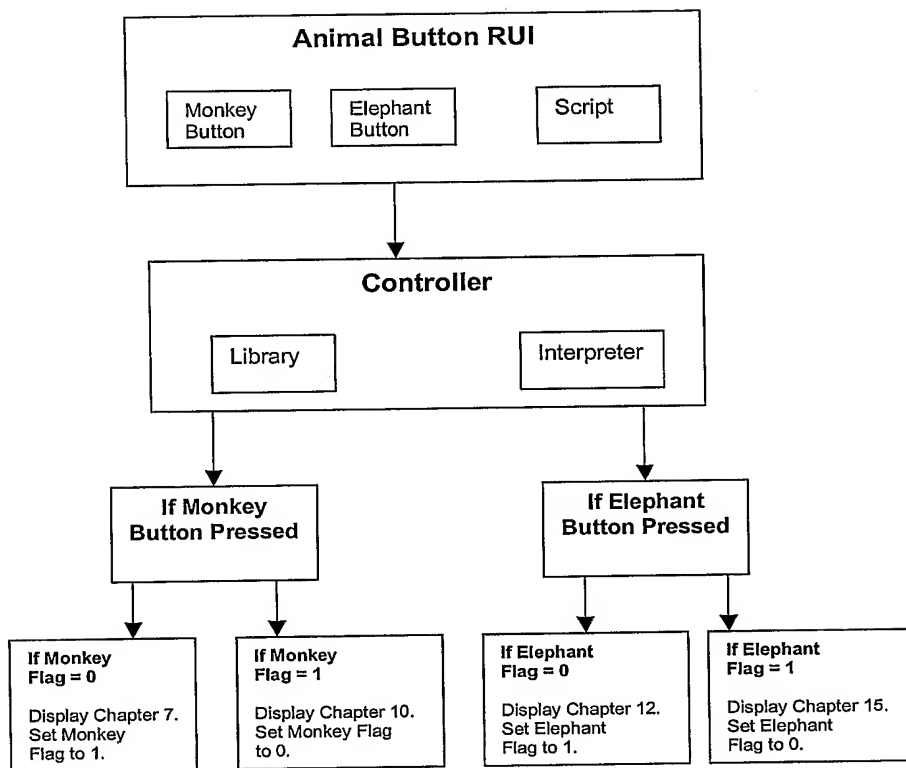 Animal Button RUI
Monkey
Button
Elephant
Button
Script
Controller
Library
Interpreter
If Monkey
Button Pressed
If Elephant
Button Pressed
If Monkey
Flag = 0
Display Chapter 7.
Set Monkey
Flag to 1.
If Monkey
Flag = 1
Display Chapter 10.
Set Monkey Flag
to 0.
If Elephant
Flag = 0
Display Chapter 12.
Set Elephant
Flag to 1.
If Elephant
Flag = 1
Display Chapter 15.
Set Elephant
Flag to 0.